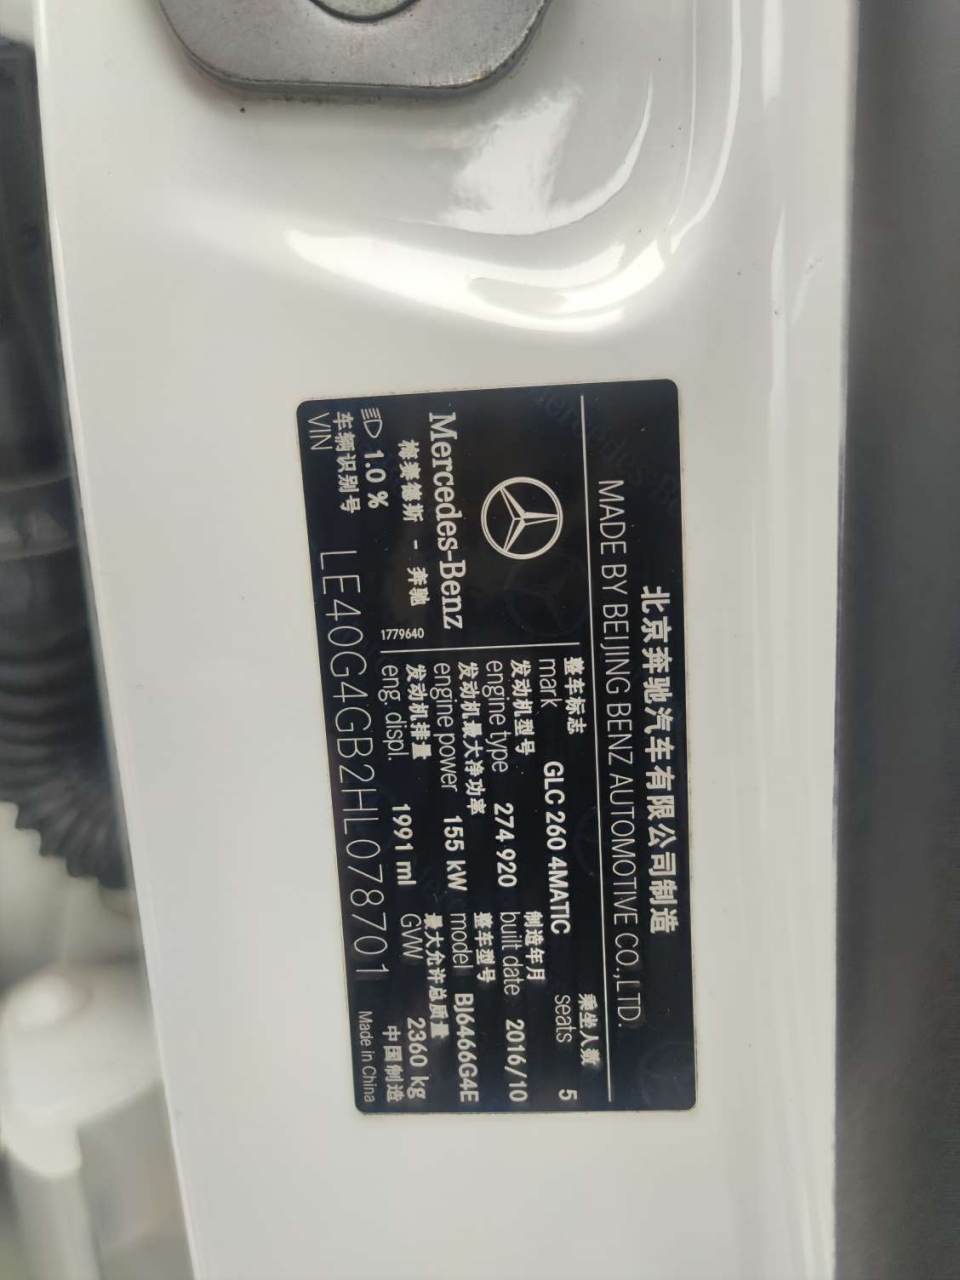 北京奔驰汽车有限公司制造
MADE BY BEIJING BENZ AUTOMOTIVE CO.,LTD.
Mercedes-Benz
梅赛德斯 - 奔驰
1.0 %
1779640
整车标志
mark GLC 260 4MATIC
乘坐人数
seats 5
发动机型号
engine type 274 920
制造年月
built date 2016/10
发动机最大净功率
engine power 155 kW
整车型号
model BJ6466G4E
发动机排量
eng. displ. 1991 ml
最大允许总质量
GVW 2360 kg
车辆识别号
VIN LE40G4GB2HL078701
中国制造
Made in China